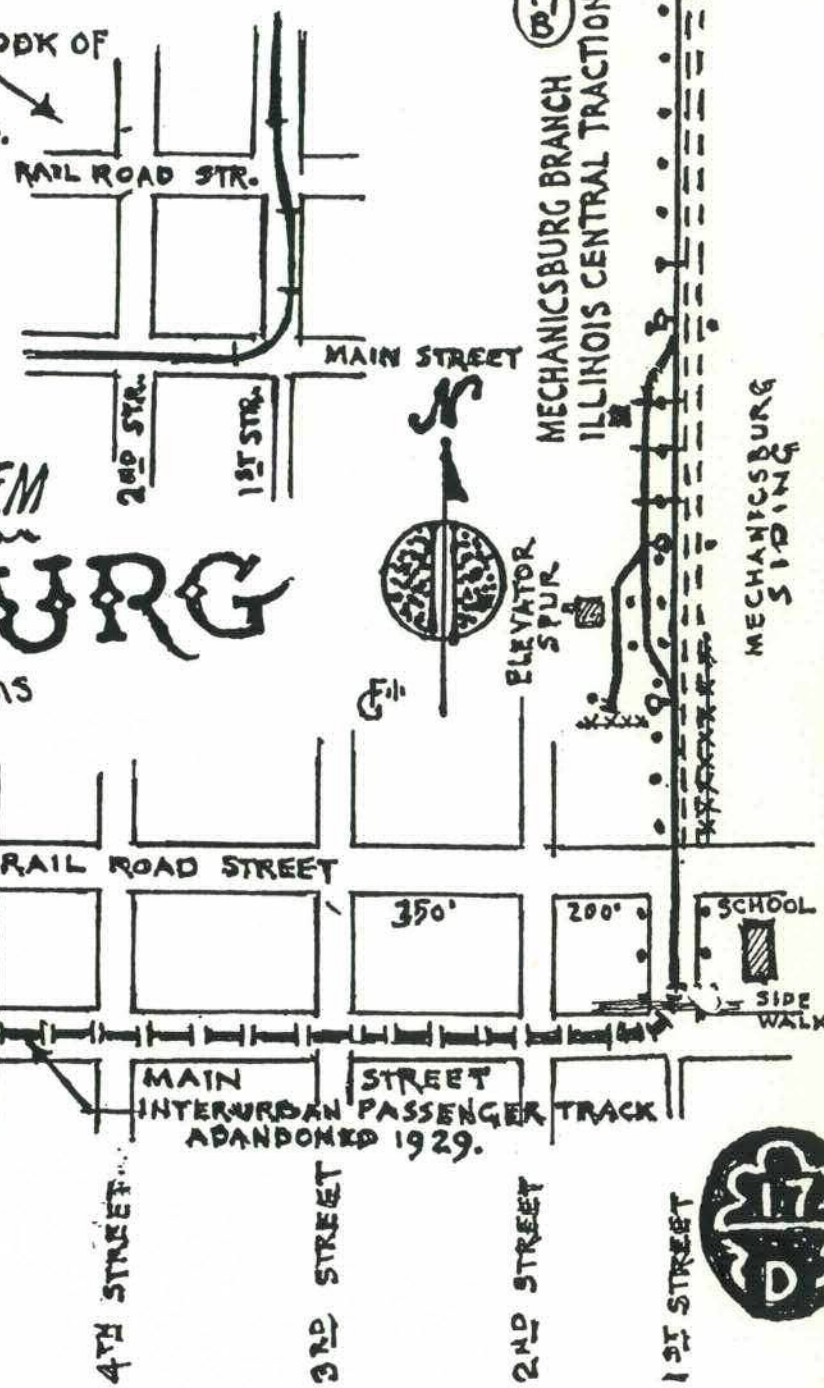 OF
RAIL ROAD STR.
MAIN STREET
2ND STR.
1ST STR.
N
B
MECHANICSBURG BRANCH
ILLINOIS CENTRAL TRACTION
MECHANICSBURG
SIDING
ELEVATOR
SPUR
URG
RAIL ROAD STREET
350'
200'
SCHOOL
SIDE
WALK
MAIN STREET
INTERURBAN PASSENGER TRACK
ABANDONED 1929.
4TH STREET
3RD STREET
2ND STREET
1ST STREET
17
D